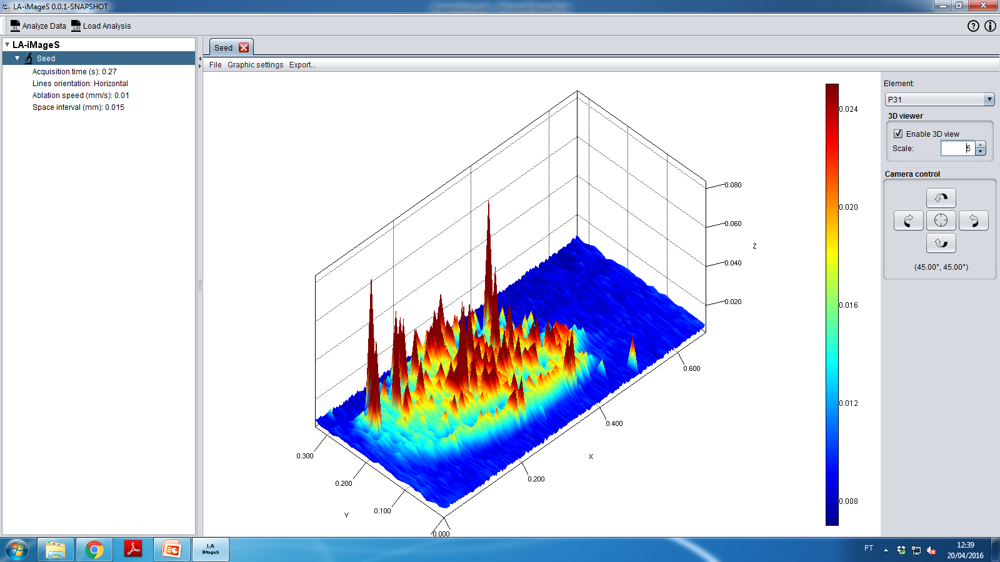 LA-iMageS 0.0.1-SNAPSHOT
Analyze Data
Load Analysis
LA-iMageS
Seed
Acquisition time (s): 0.27
Lines orientation: Horizontal
Ablation speed (mm/s): 0.01
Space interval (mm): 0.015
Seed
File Graphic settings Export...
0.080
0.060
Z
0.040
0.020
0.600
0.400
X
0.200
0.000
0.300
0.200
0.100
Y
0.024
0.020
0.016
0.012
0.008
Element:
P31
3D viewer
Enable 3D view
Scale: 5
Camera control
(45.00°, 45.00°)
LA
iMageS
PT
12:39
20/04/2016